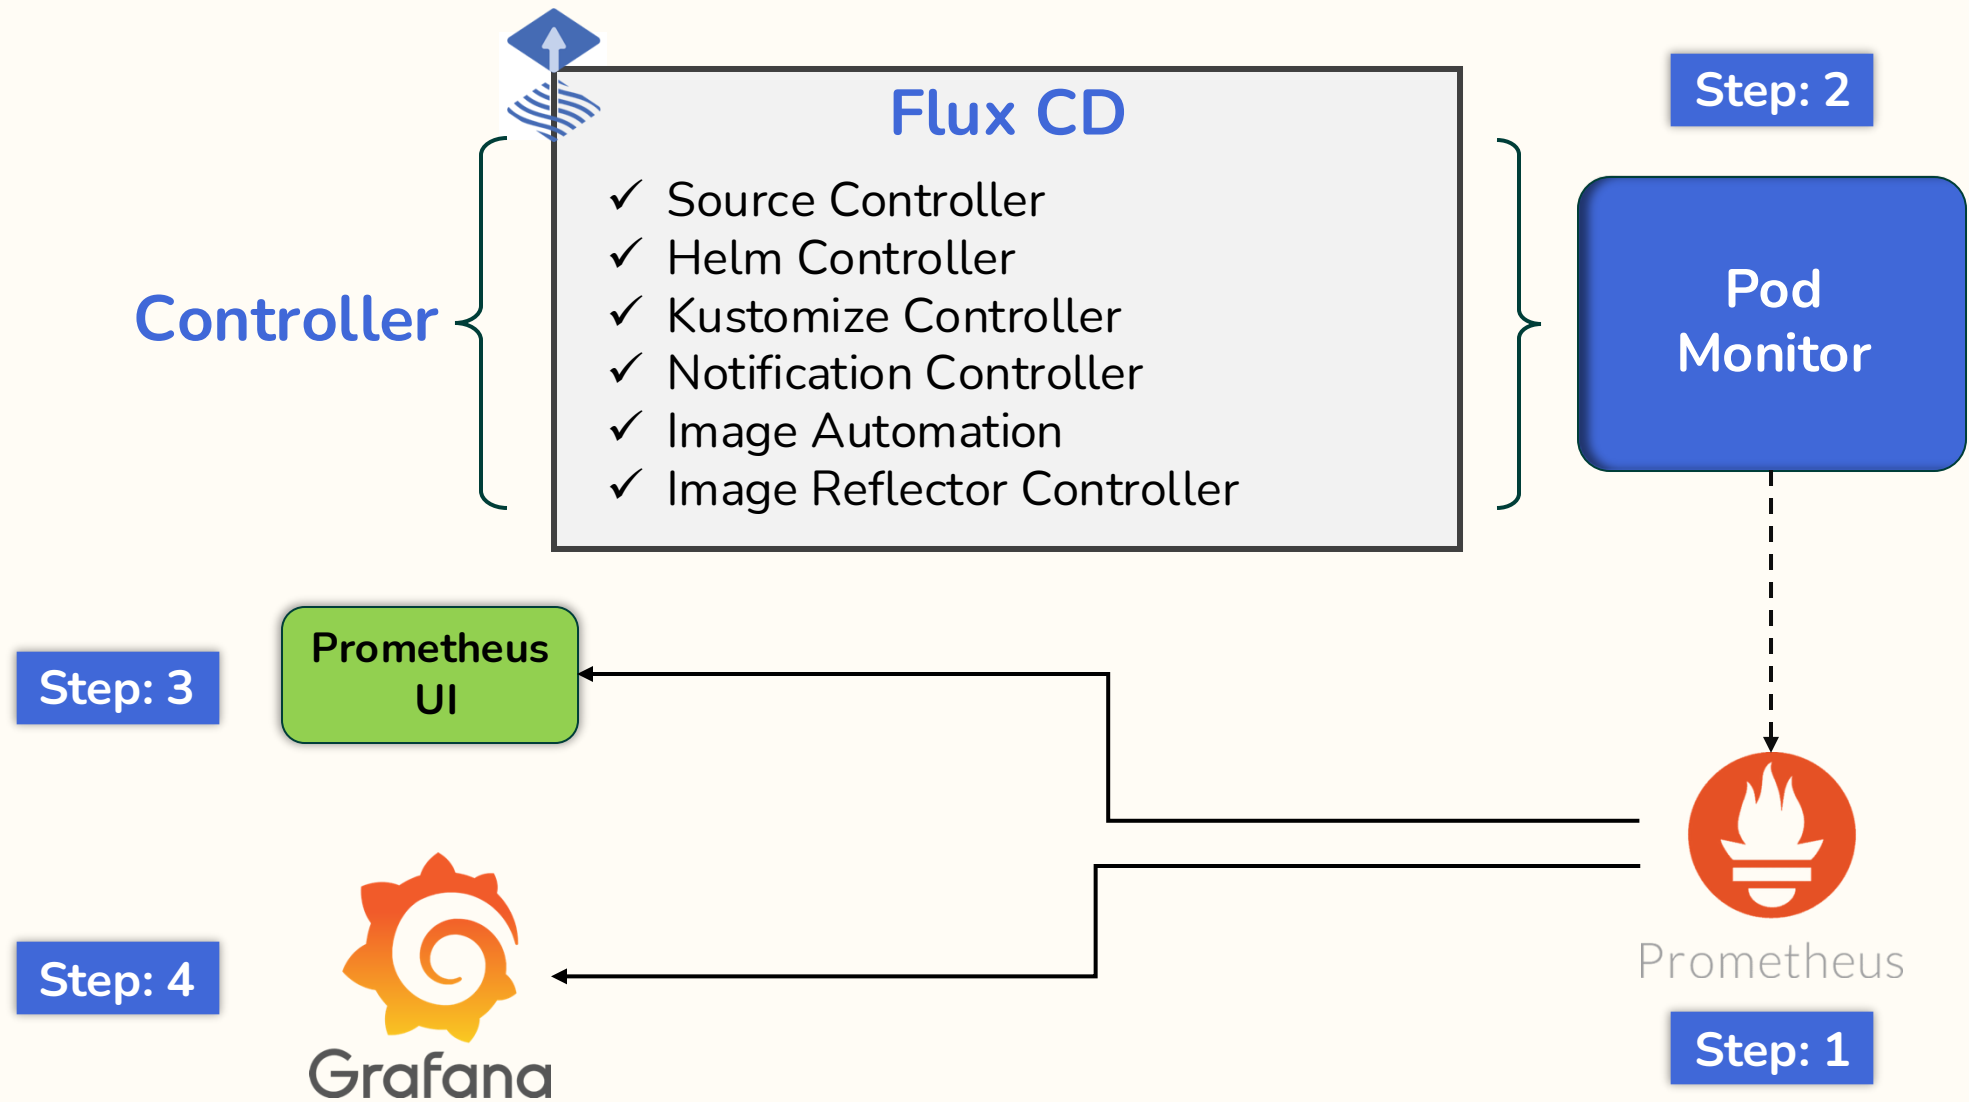 Flux CD
Step: 2
Source Controller
Helm Controller
Kustomize Controller
Notification Controller
Image Automation
Image Reflector Controller
Controller
Pod
Monitor
Step: 3
Prometheus
UI
Prometheus
Step: 4
Grafana
Step: 1